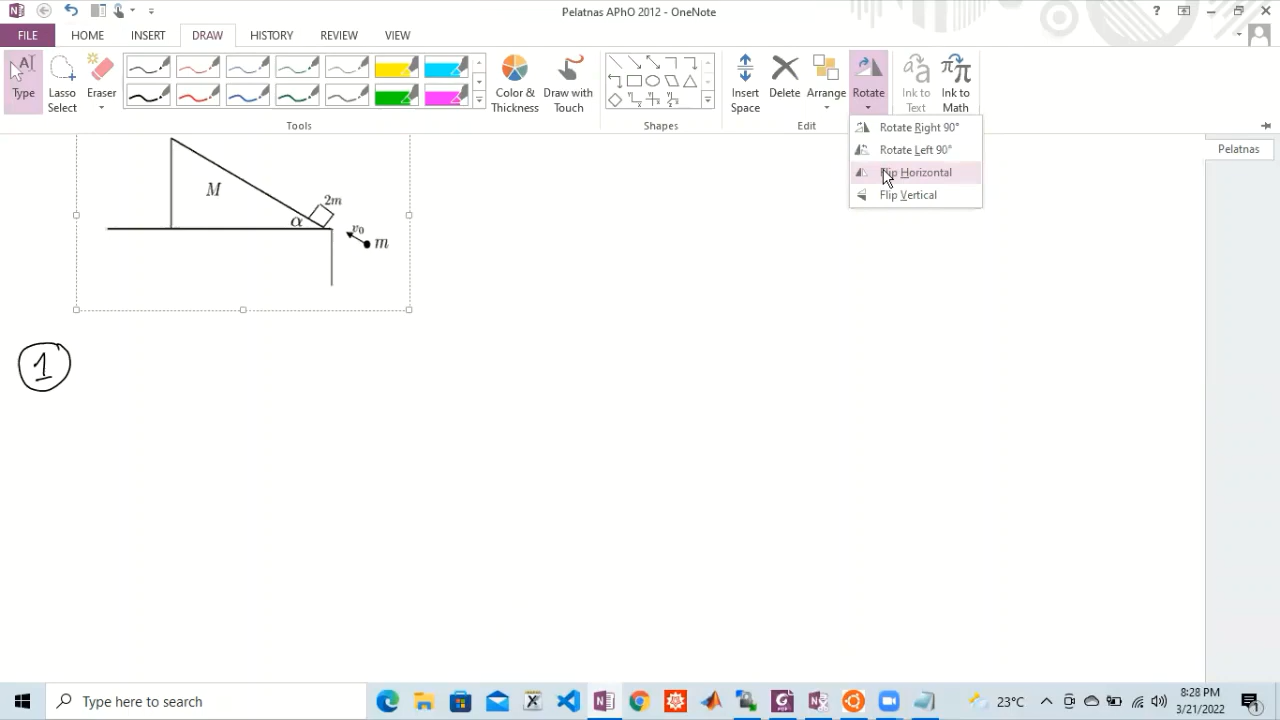 Pelatnas APhO 2012 - OneNote
?
FILE HOME INSERT DRAW HISTORY REVIEW VIEW
Type
Lasso Select
Eraser
Color & Thickness
Draw with Touch
Insert Space
Delete
Arrange
Rotate
Ink to Text
Ink to Math
Tools
Shapes
Edit
Rotate Right 90°
Rotate Left 90°
Flip Horizontal
Flip Vertical
Pelatnas
M
2m
α
v₀
m
1
Type here to search
23°C
8:28 PM
3/21/2022
1